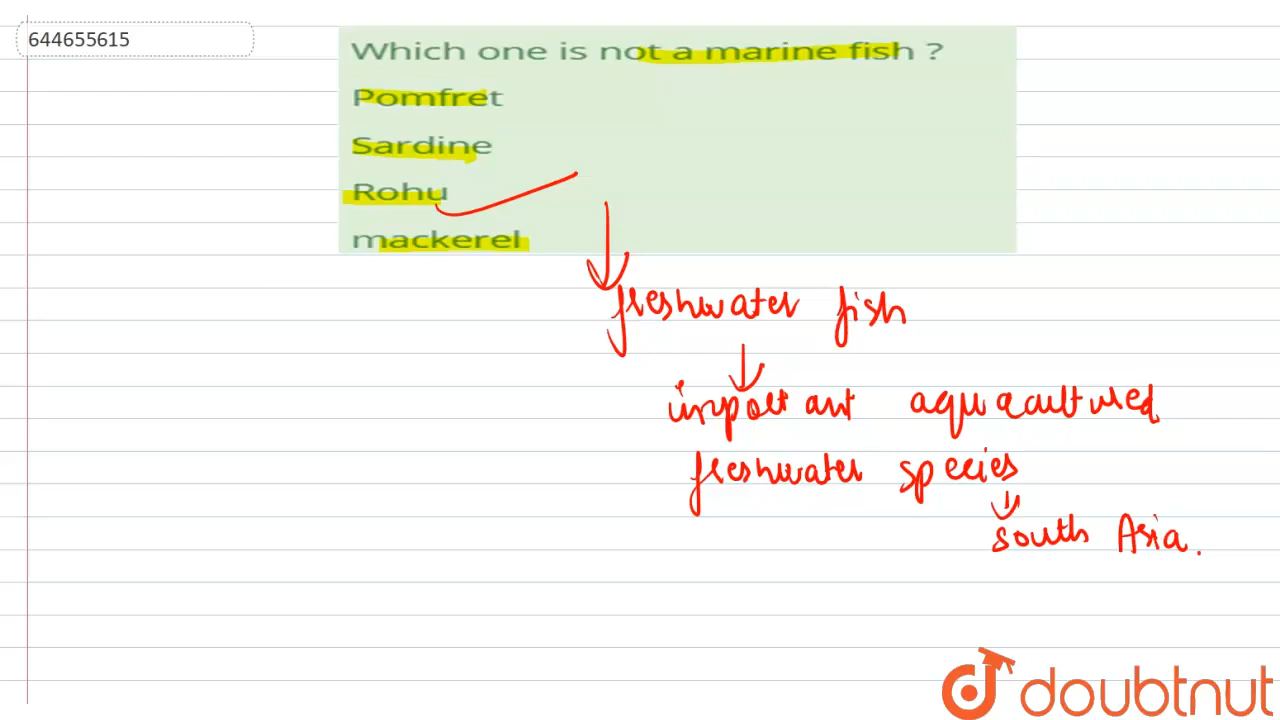 644655615
Which one is not a marine fish ?
Pomfret
Sardine
Rohu
mackerel
freshwater fish
important aquacultured
freshwater species
south Asia.
doubtnut